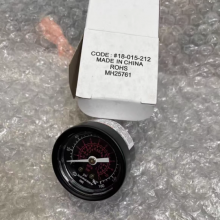 CODE: #18-015-212
MADE IN CHINA
ROHS
MH25761